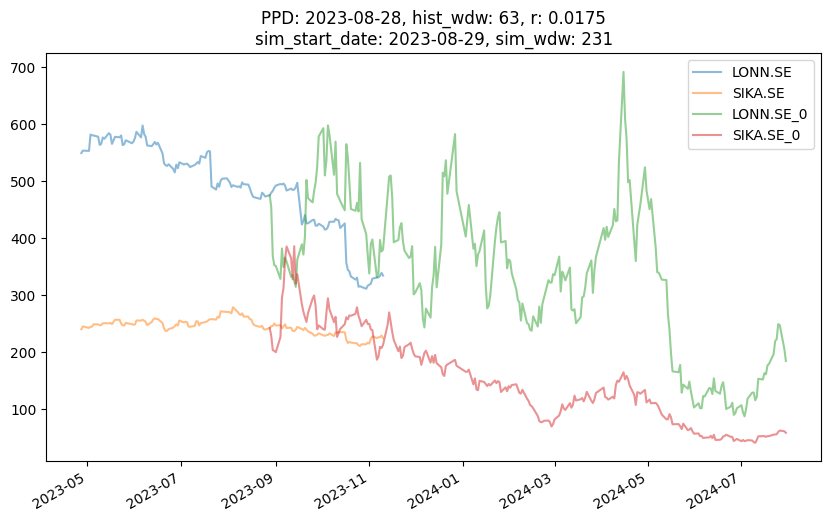 PPD: 2023-08-28, hist_wdw: 63, r: 0.0175
sim_start_date: 2023-08-29, sim_wdw: 231
LONN.SE
SIKA.SE
LONN.SE_0
SIKA.SE_0
700
600
500
400
300
200
100
2023-05
2023-07
2023-09
2023-11
2024-01
2024-03
2024-05
2024-07